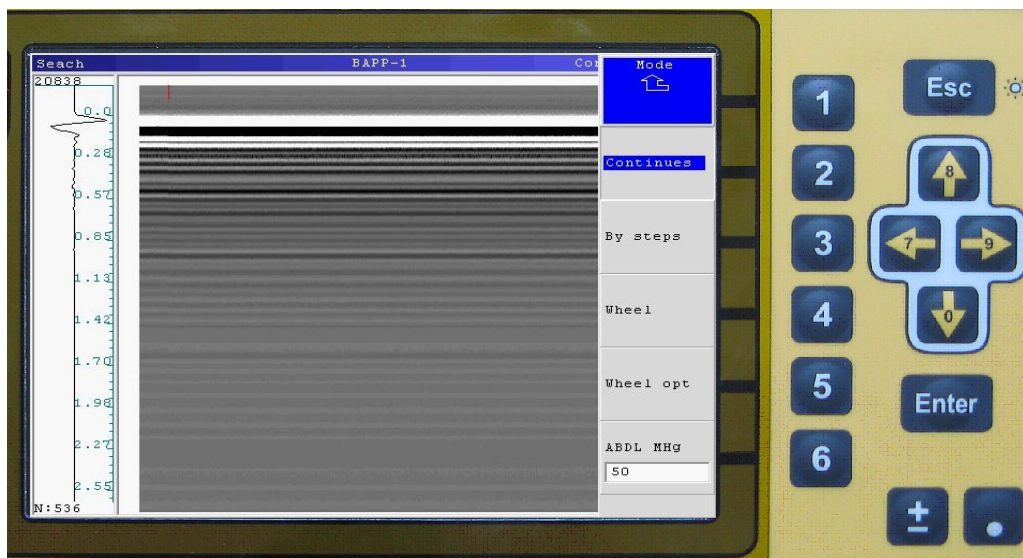 Seach BAPP-1 Co
20838
0.0
0.28
0.57
0.85
1.13
1.42
1.70
1.98
2.27
2.55
N:536
Mode
Continues
By steps
Wheel
Wheel opt
ABDL MHg
50
1
2
3
4
5
6
Esc
8
7
9
0
Enter
±